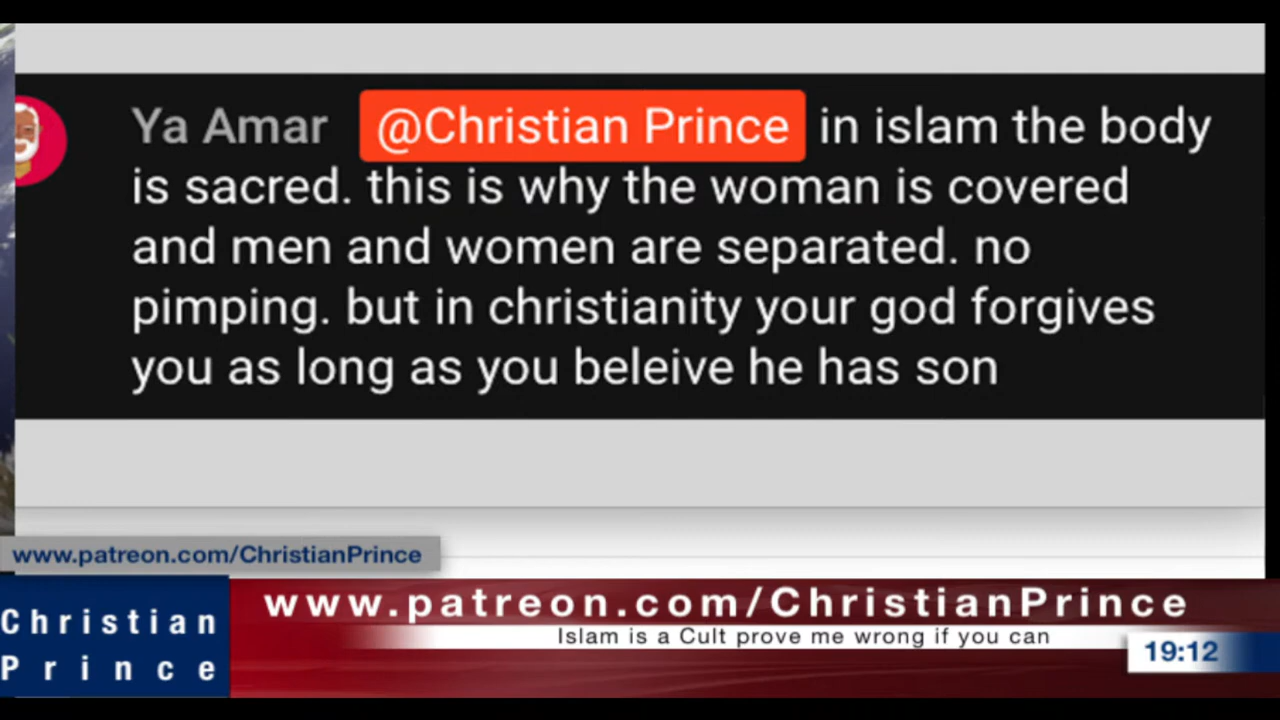 Ya Amar @Christian Prince in islam the body
is sacred. this is why the woman is covered
and men and women are separated. no
pimping. but in christianity your god forgives
you as long as you beleive he has son
www.patreon.com/ChristianPrince
Christian
Prince
www.patreon.com/ChristianPrince
Islam is a Cult prove me wrong if you can
19:12